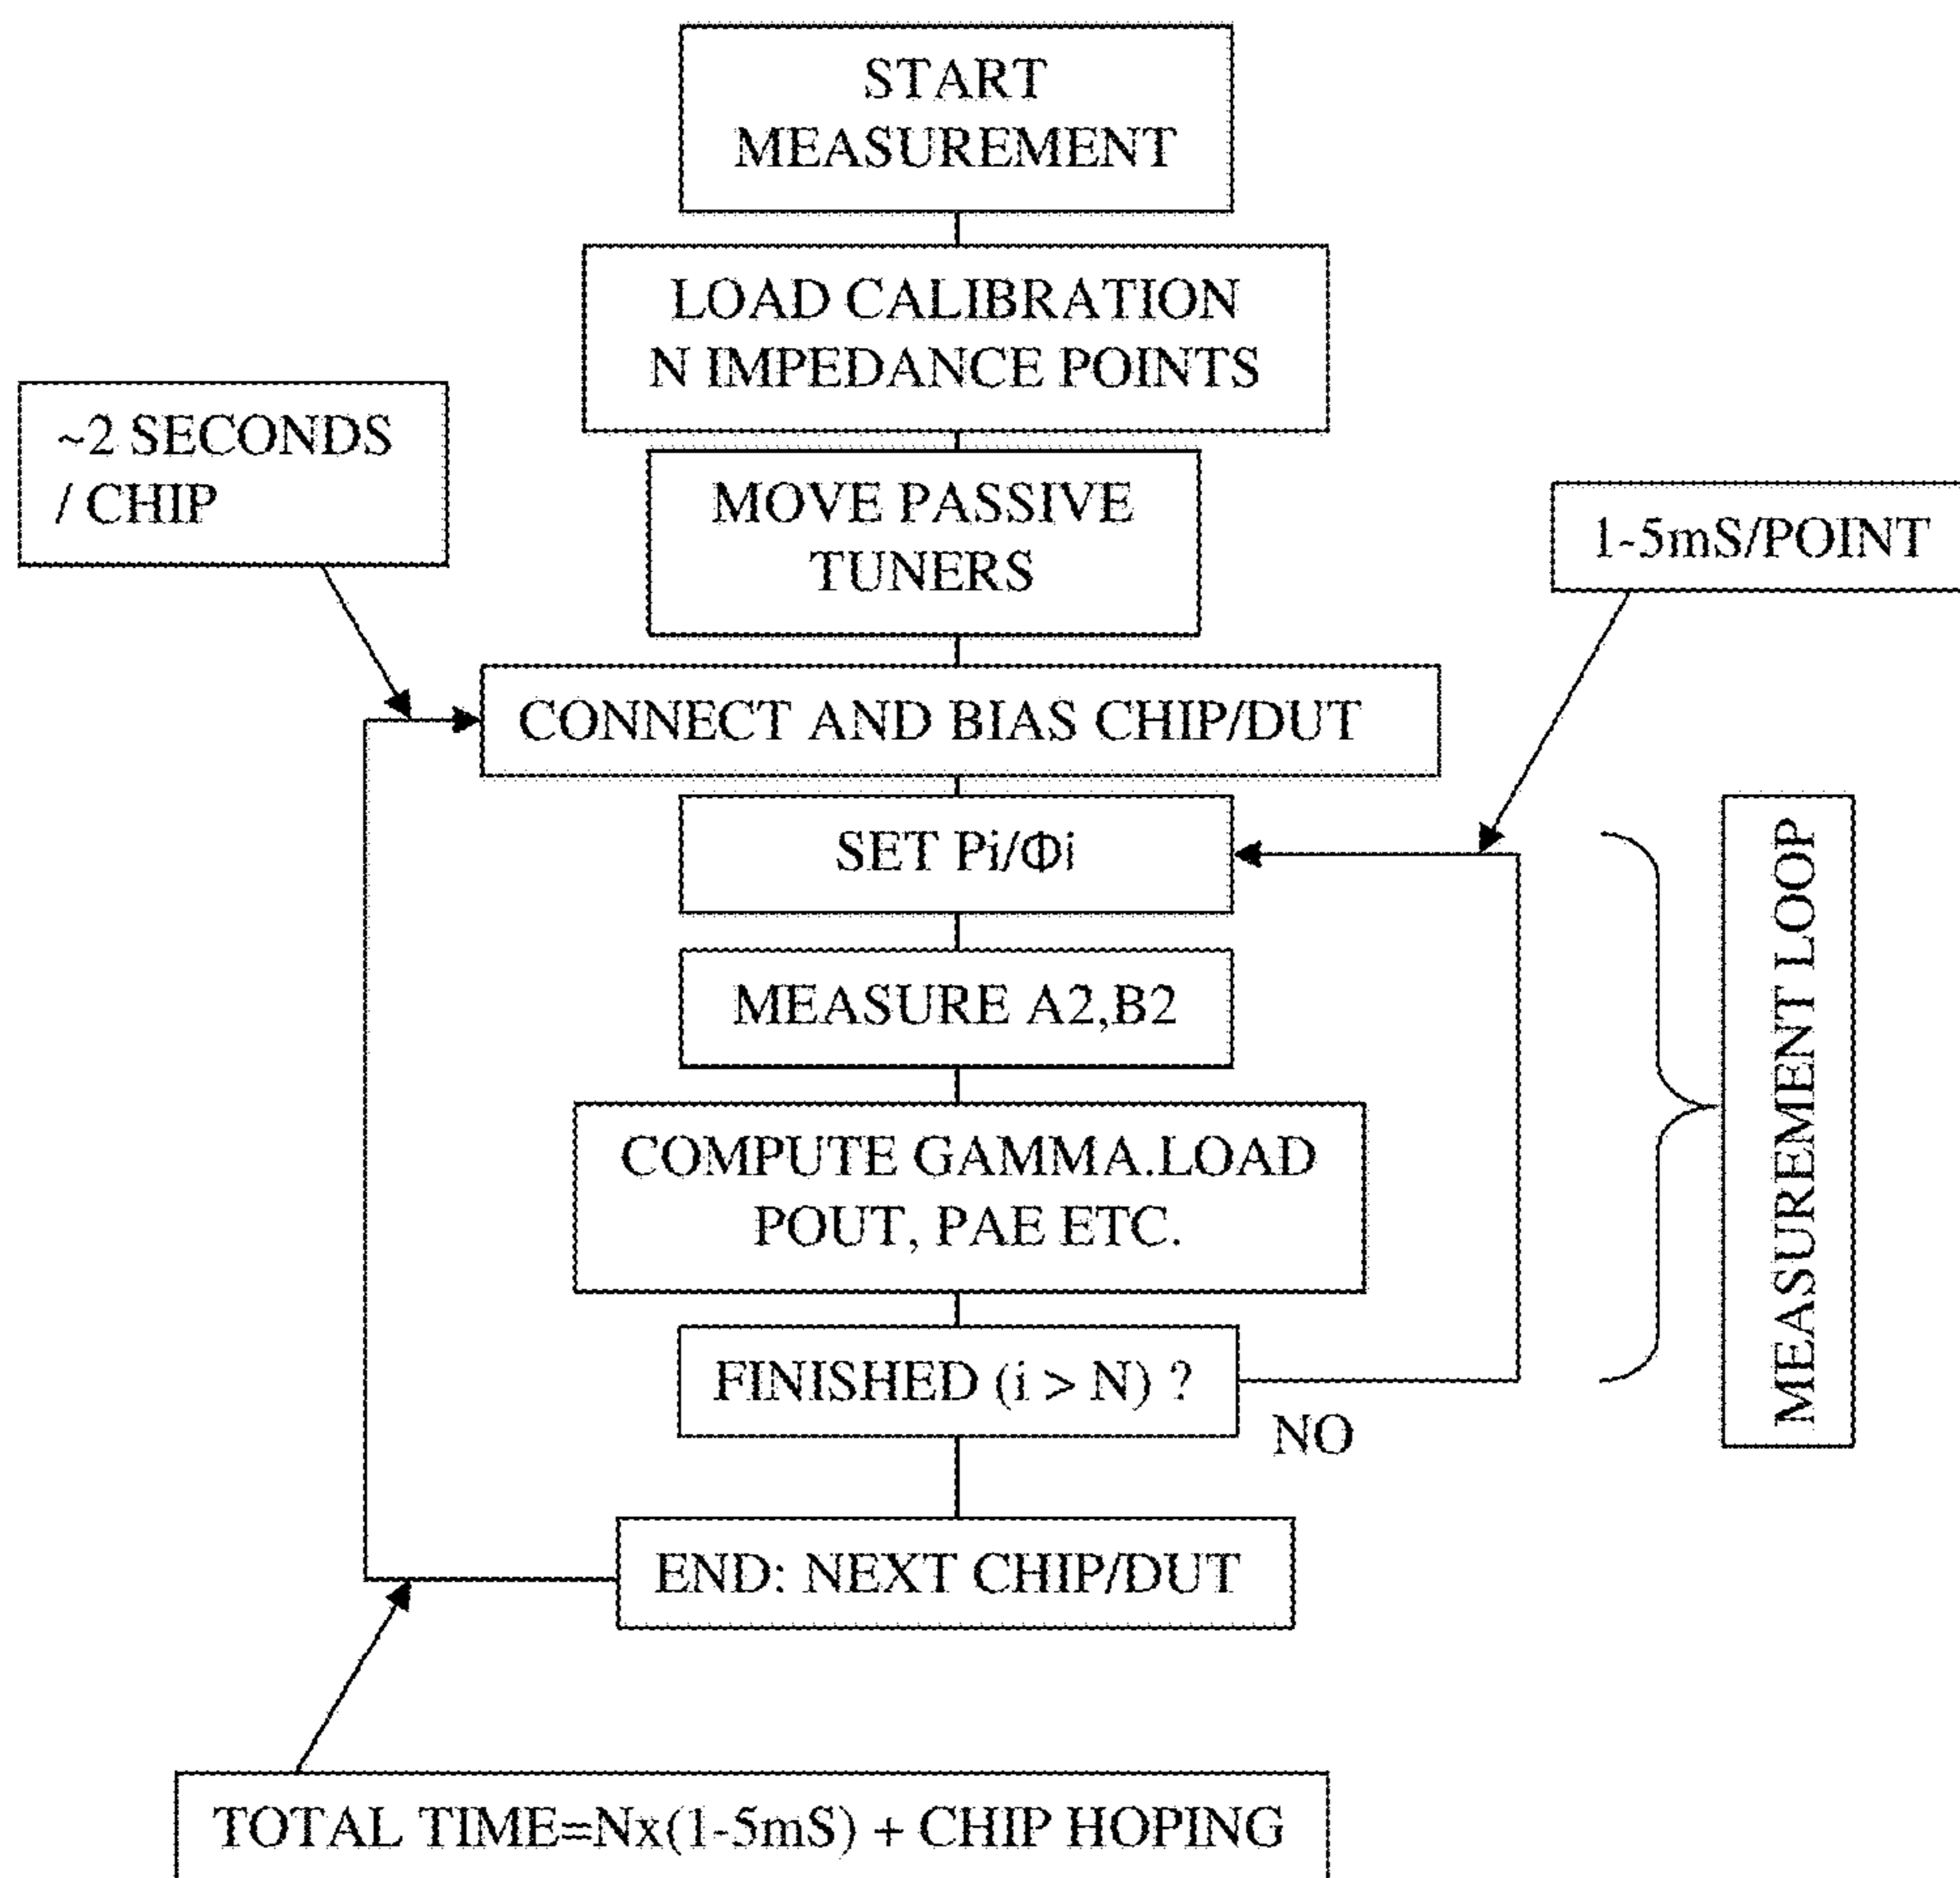 START
MEASUREMENT
LOAD CALIBRATION
N IMPEDANCE POINTS
~2 SECONDS
/ CHIP
MOVE PASSIVE
TUNERS
1-5mS/POINT
CONNECT AND BIAS CHIP/DUT
SET Pi/Φi
MEASURE A2,B2
COMPUTE GAMMA.LOAD
POUT, PAE ETC.
FINISHED (i > N) ?
NO
MEASUREMENT LOOP
END: NEXT CHIP/DUT
TOTAL TIME=Nx(1-5mS) + CHIP HOPING